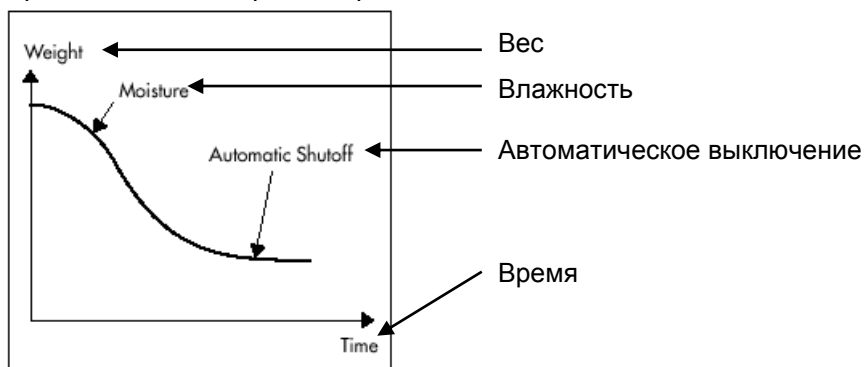 Weight
Вес
Moisture
Влажность
Automatic Shutoff
Автоматическое выключение
Время
Time